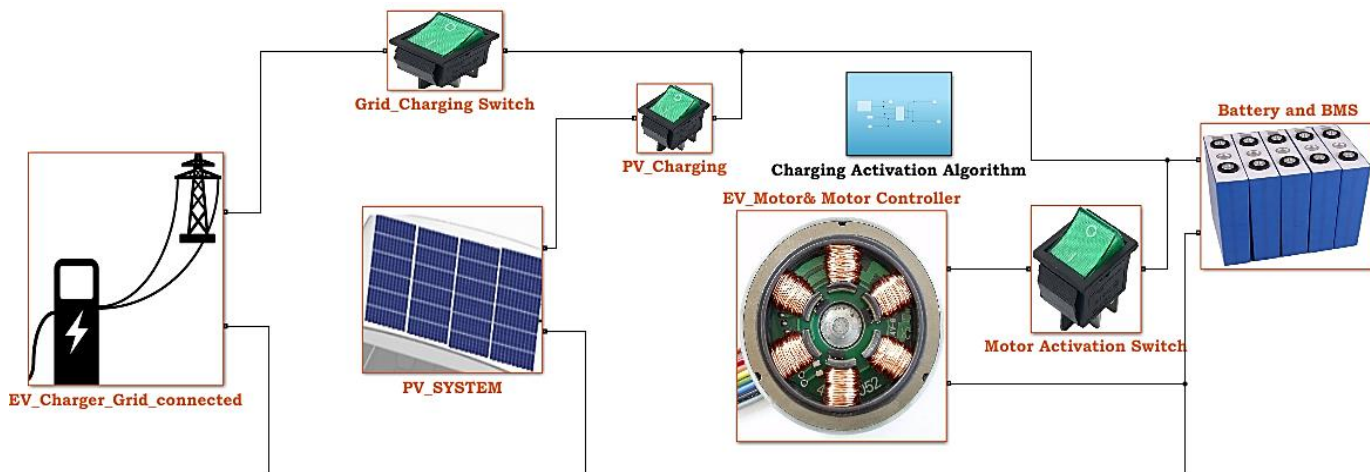 Grid_Charging Switch
PV_Charging
Charging Activation Algorithm
Battery and BMS
EV_Motor& Motor Controller
Motor Activation Switch
PV_SYSTEM
EV_Charger_Grid_connected